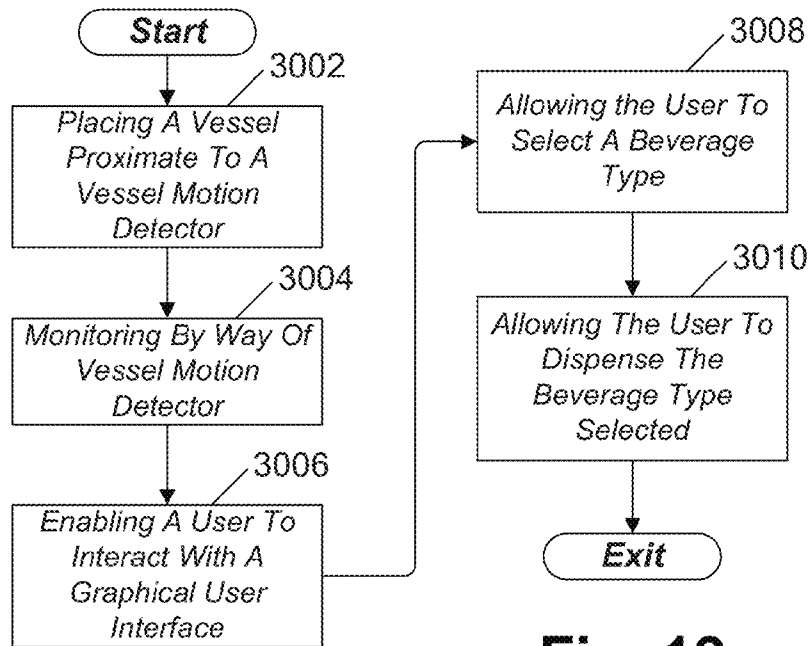 Start
3002
Placing A Vessel
Proximate To A
Vessel Motion
Detector
3004
Monitoring By Way Of
Vessel Motion
Detector
3006
Enabling A User To
Interact With A
Graphical User
Interface
3008
Allowing the User To
Select A Beverage
Type
3010
Allowing The User To
Dispense The
Beverage Type
Selected
Exit